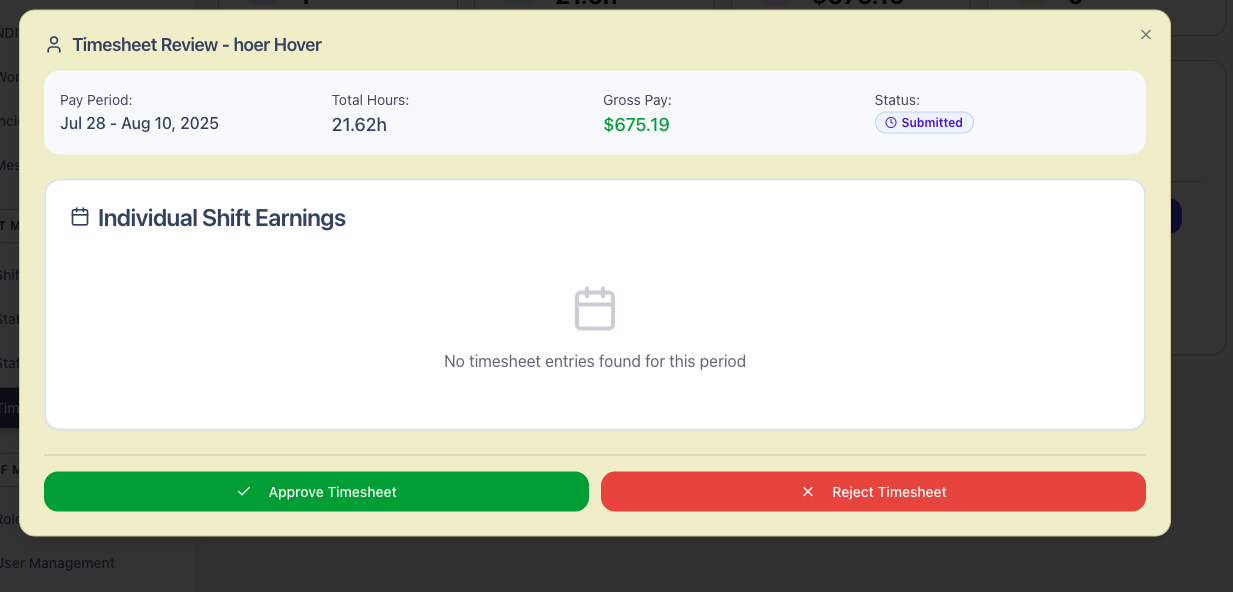 Timesheet Review - hoer Hover
Pay Period:
Jul 28 - Aug 10, 2025
Total Hours:
21.62h
Gross Pay:
$675.19
Status:
Submitted
Individual Shift Earnings
No timesheet entries found for this period
Approve Timesheet
Reject Timesheet
User Management